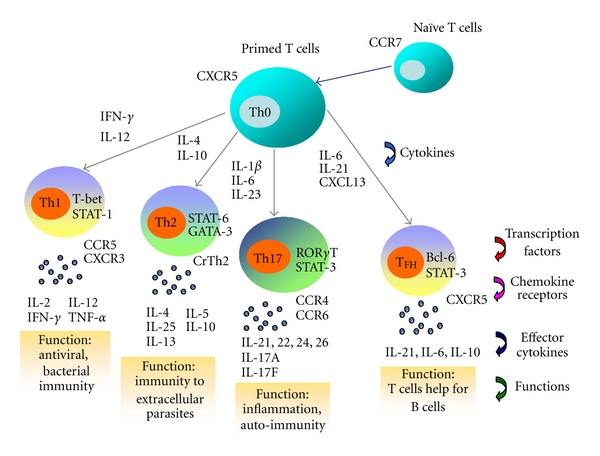 Naïve T cells
Primed T cells
CCR7
CXCR5
Th0
IFN-γ
IL-12
IL-4
IL-10
IL-1β
IL-6
IL-23
IL-6
IL-21
CXCL13
Cytokines
Th1
T-bet
STAT-1
Th2
STAT-6
GATA-3
Th17
RORγT
STAT-3
TFH
Bcl-6
STAT-3
Transcription
factors
CCR5
CXCR3
CrTh2
CCR4
CCR6
CXCR5
Chemokine
receptors
IL-2 IL-12
IFN-γ TNF-α
IL-4 IL-5
IL-25 IL-10
IL-13
IL-21, 22, 24, 26
IL-17A
IL-17F
IL-21, IL-6, IL-10
Effector
cytokines
Function:
antiviral,
bacterial
immunity
Function:
immunity to
extracellular
parasites
Function:
inflammation,
auto-immunity
Function:
T cells help for
B cells
Functions